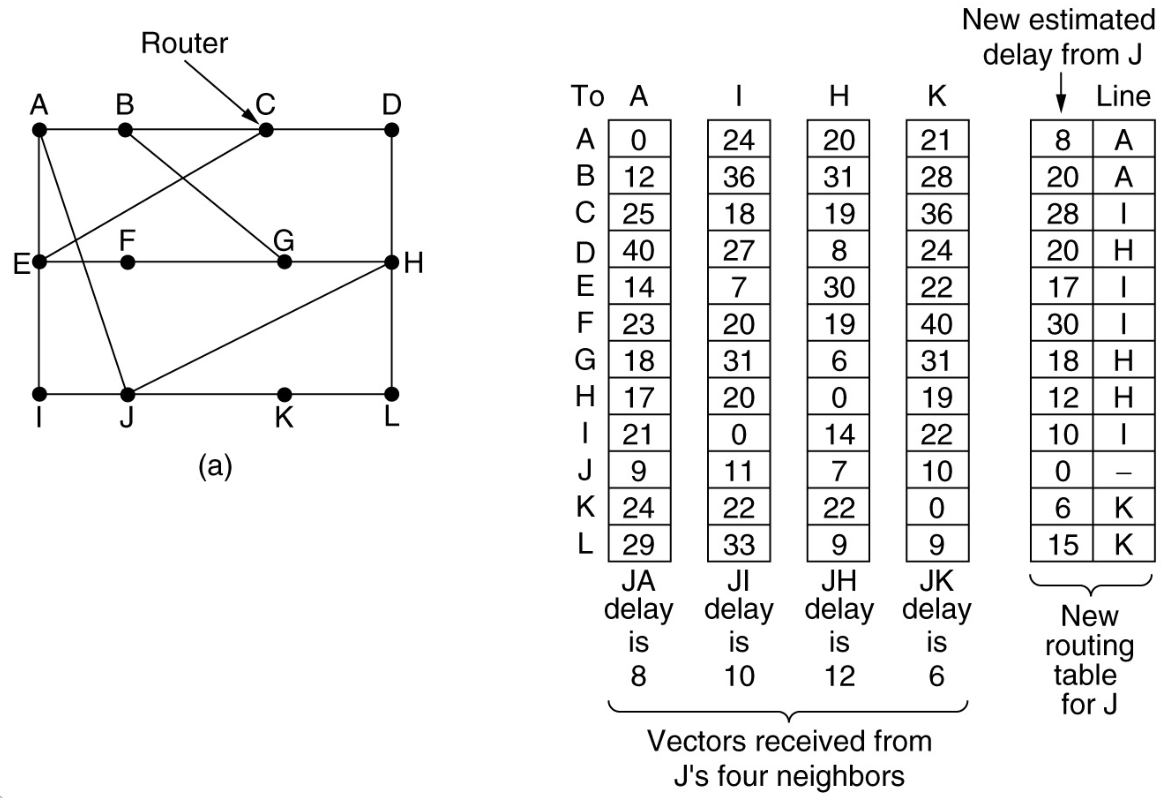 Router
A B C D
E F G H
I J K L
(a)
New estimated
delay from J
To A I H K Line
A 0 24 20 21 8 A
B 12 36 31 28 20 A
C 25 18 19 36 28 I
D 40 27 8 24 20 H
E 14 7 30 22 17 I
F 23 20 19 40 30 I
G 18 31 6 31 18 H
H 17 20 0 19 12 H
I 21 0 14 22 10 I
J 9 11 7 10 0 –
K 24 22 22 0 6 K
L 29 33 9 9 15 K
JA JI JH JK
delay delay delay delay
is is is is
8 10 12 6
Vectors received from
J's four neighbors
New
routing
table
for J